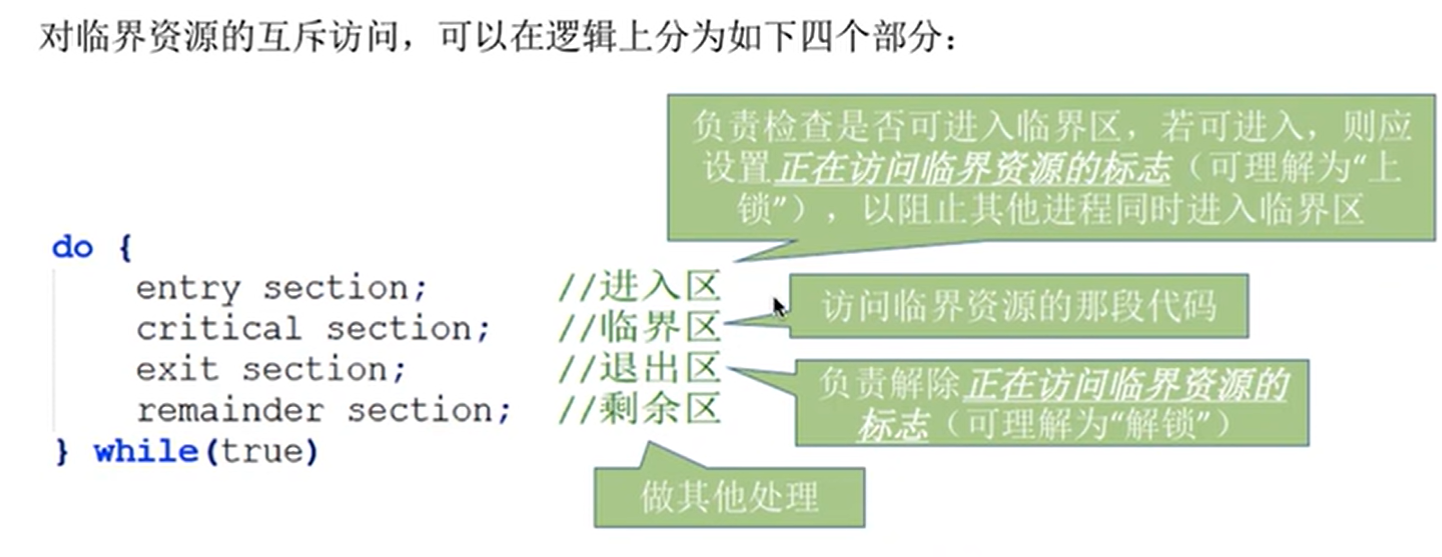 对临界资源的互斥访问，可以在逻辑上分为如下四个部分：
负责检查是否可进入临界区，若可进入，则应
设置正在访问临界资源的标志（可理解为“上
锁”），以阻止其他进程同时进入临界区
do {
entry section; //进入区
访问临界资源的那段代码
critical section; //临界区
exit section; //退出区
负责解除正在访问临界资源的
标志（可理解为“解锁”）
remainder section; //剩余区
} while(true)
做其他处理